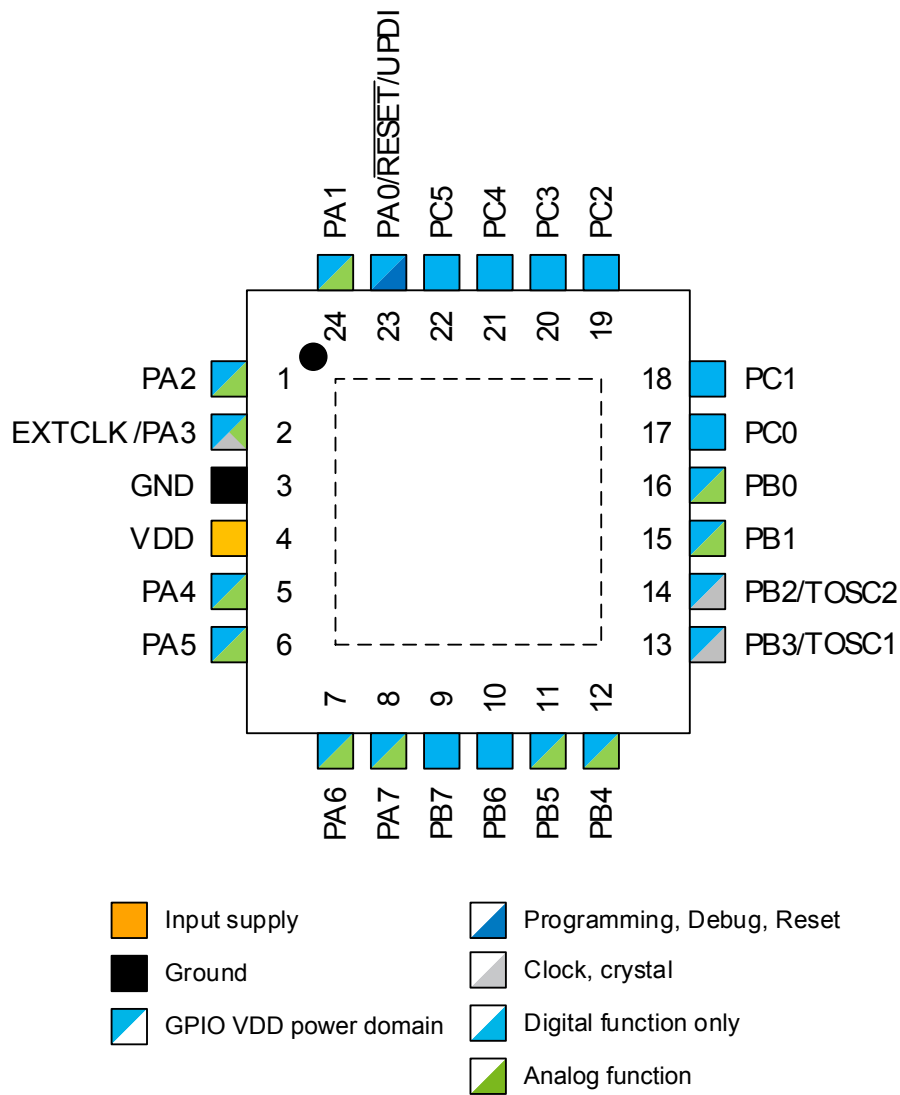 PA1
PA0/RESET/UPDI
PC5
PC4
PC3
PC2
24
23
22
21
20
19
PA2 1
EXTCLK/PA3 2
GND 3
VDD 4
PA4 5
PA5 6
18 PC1
17 PC0
16 PB0
15 PB1
14 PB2/TOSC2
13 PB3/TOSC1
7
8
9
10
11
12
PA6
PA7
PB7
PB6
PB5
PB4
Input supply
Ground
GPIO VDD power domain
Programming, Debug, Reset
Clock, crystal
Digital function only
Analog function